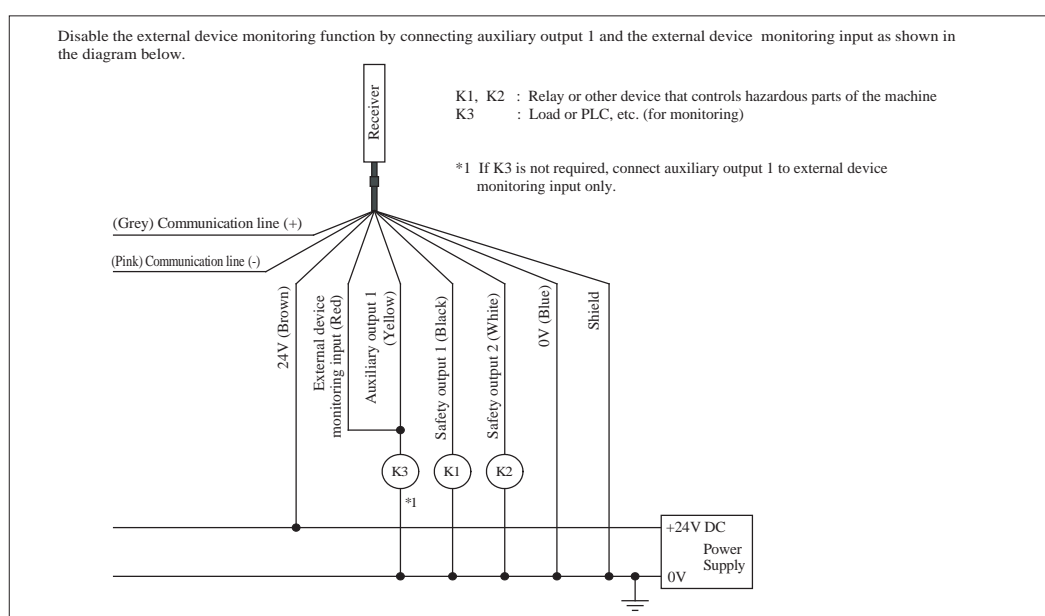 Disable the external device monitoring function by connecting auxiliary output 1 and the external device monitoring input as shown in
the diagram below.
Receiver
K1, K2 : Relay or other device that controls hazardous parts of the machine
K3 : Load or PLC, etc. (for monitoring)
*1 If K3 is not required, connect auxiliary output 1 to external device
monitoring input only.
(Grey) Communication line (+)
(Pink) Communication line (-)
24V (Brown)
External device
monitoring input (Red)
Auxiliary output 1
(Yellow)
Safety output 1 (Black)
Safety output 2 (White)
0V (Blue)
Shield
K3
K1
K2
*1
+24V DC
Power
Supply
0V